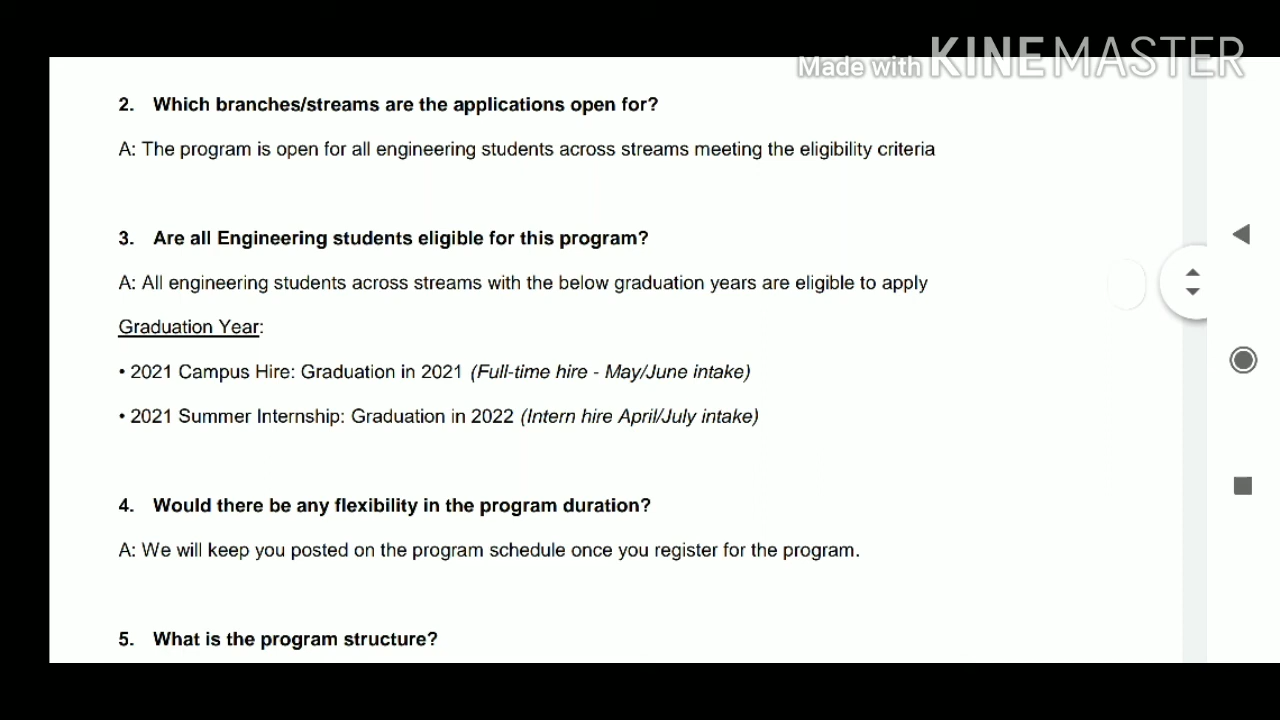 Made with KINEMASTER
2. Which branches/streams are the applications open for?
A: The program is open for all engineering students across streams meeting the eligibility criteria
3. Are all Engineering students eligible for this program?
A: All engineering students across streams with the below graduation years are eligible to apply
Graduation Year:
• 2021 Campus Hire: Graduation in 2021 (Full-time hire - May/June intake)
• 2021 Summer Internship: Graduation in 2022 (Intern hire April/July intake)
4. Would there be any flexibility in the program duration?
A: We will keep you posted on the program schedule once you register for the program.
5. What is the program structure?